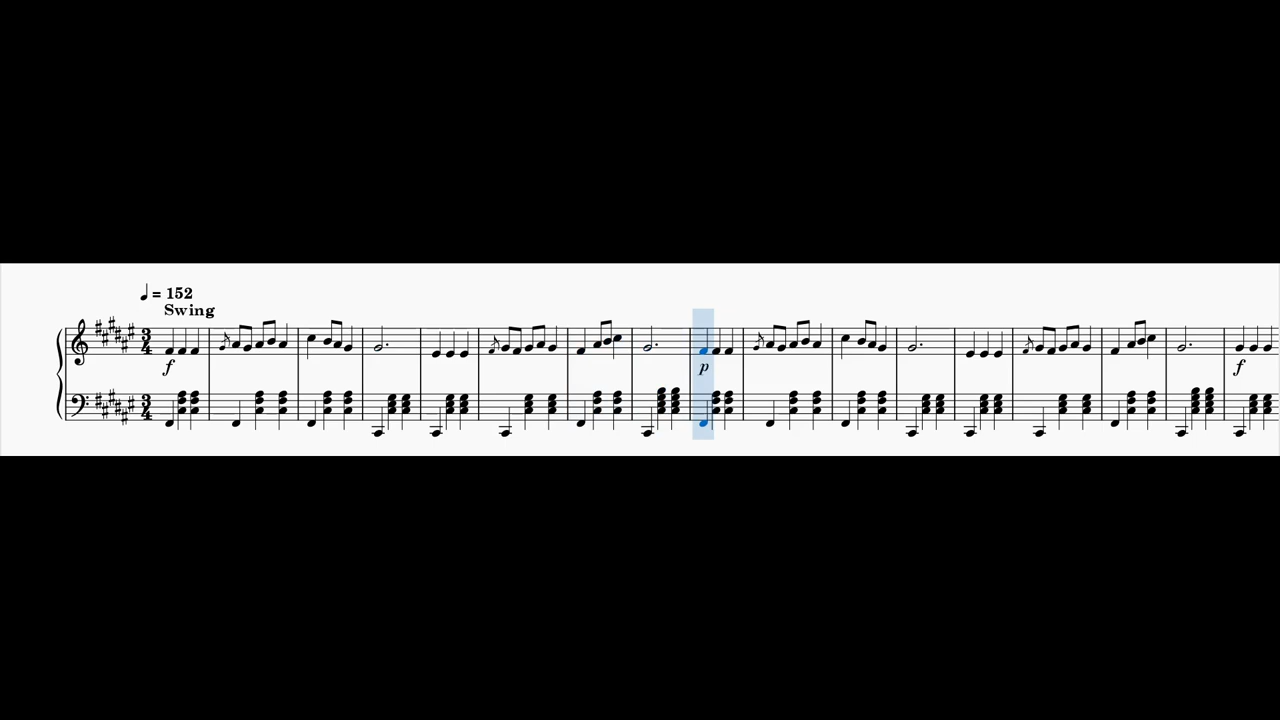 ♩ = 152
Swing
3 4
f p f
3 4